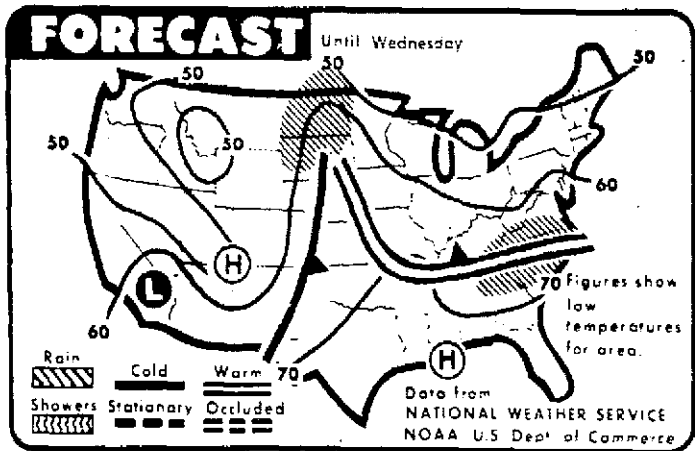 FORECAST
Until Wednesday
50
50
50
50
50
60
H
L
60
70
70
H
Figures show
low
temperatures
for area.
Rain
Cold
Warm
Showers
Stationary
Occluded
Data from
NATIONAL WEATHER SERVICE
NOAA U.S Dept of Commerce